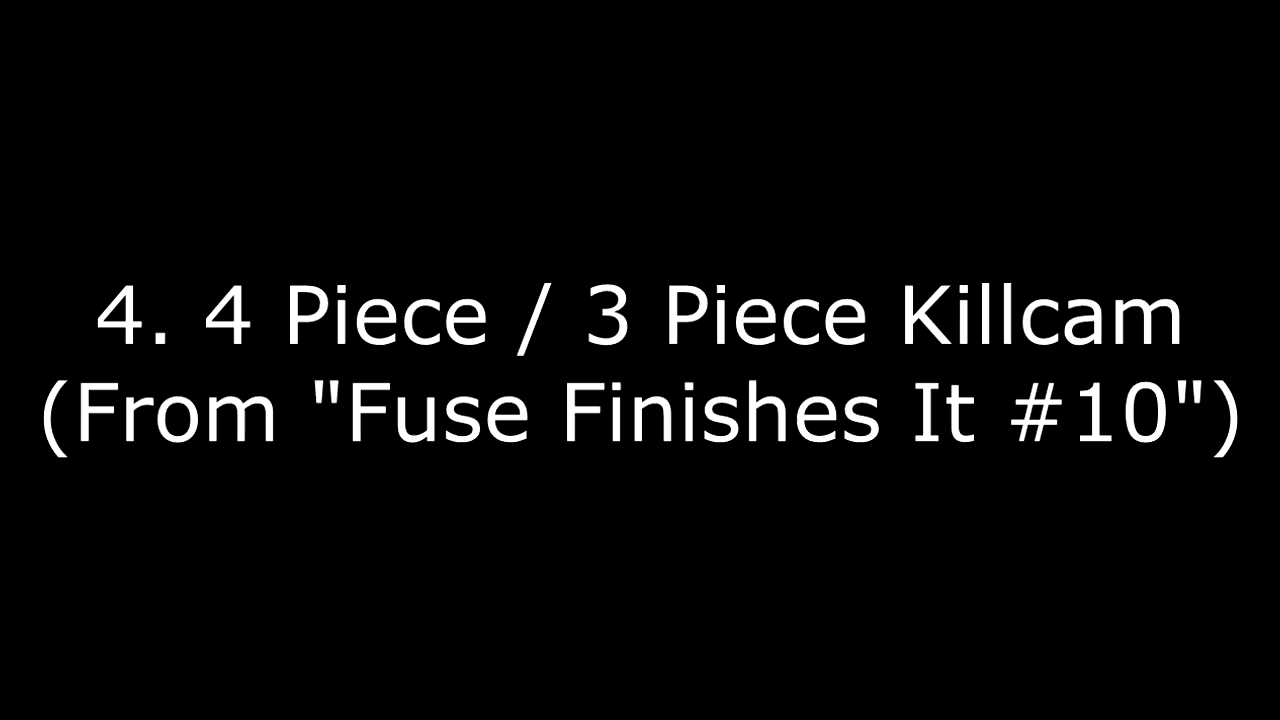 4. 4 Piece / 3 Piece Killcam
(From "Fuse Finishes It #10")